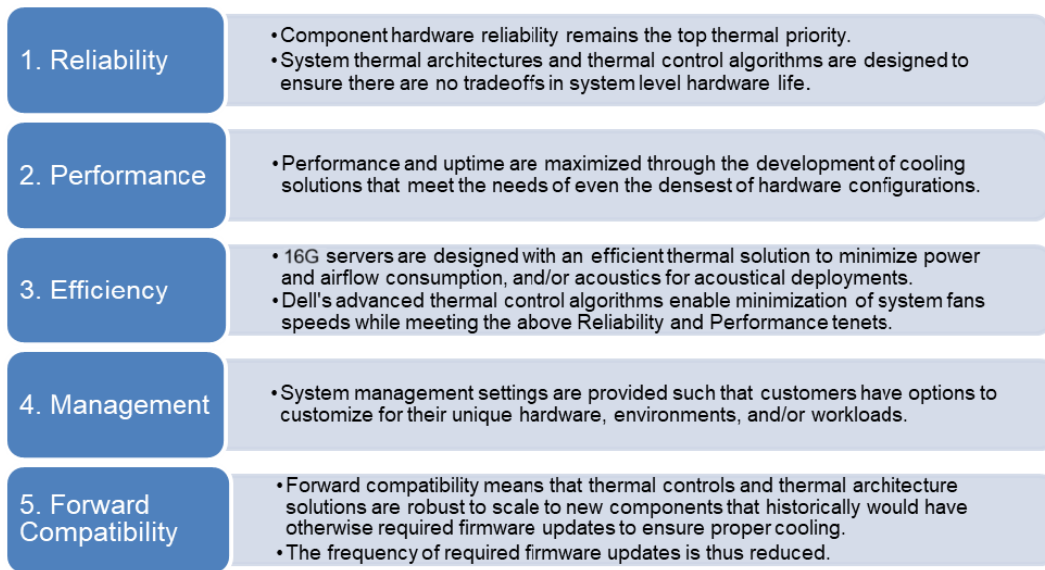 1. Reliability
•Component hardware reliability remains the top thermal priority.
•System thermal architectures and thermal control algorithms are designed to
ensure there are no tradeoffs in system level hardware life.
2. Performance
•Performance and uptime are maximized through the development of cooling
solutions that meet the needs of even the densest of hardware configurations.
3. Efficiency
• 16G servers are designed with an efficient thermal solution to minimize power
and airflow consumption, and/or acoustics for acoustical deployments.
•Dell's advanced thermal control algorithms enable minimization of system fans
speeds while meeting the above Reliability and Performance tenets.
4. Management
•System management settings are provided such that customers have options to
customize for their unique hardware, environments, and/or workloads.
5. Forward
Compatibility
•Forward compatibility means that thermal controls and thermal architecture
solutions are robust to scale to new components that historically would have
otherwise required firmware updates to ensure proper cooling.
•The frequency of required firmware updates is thus reduced.